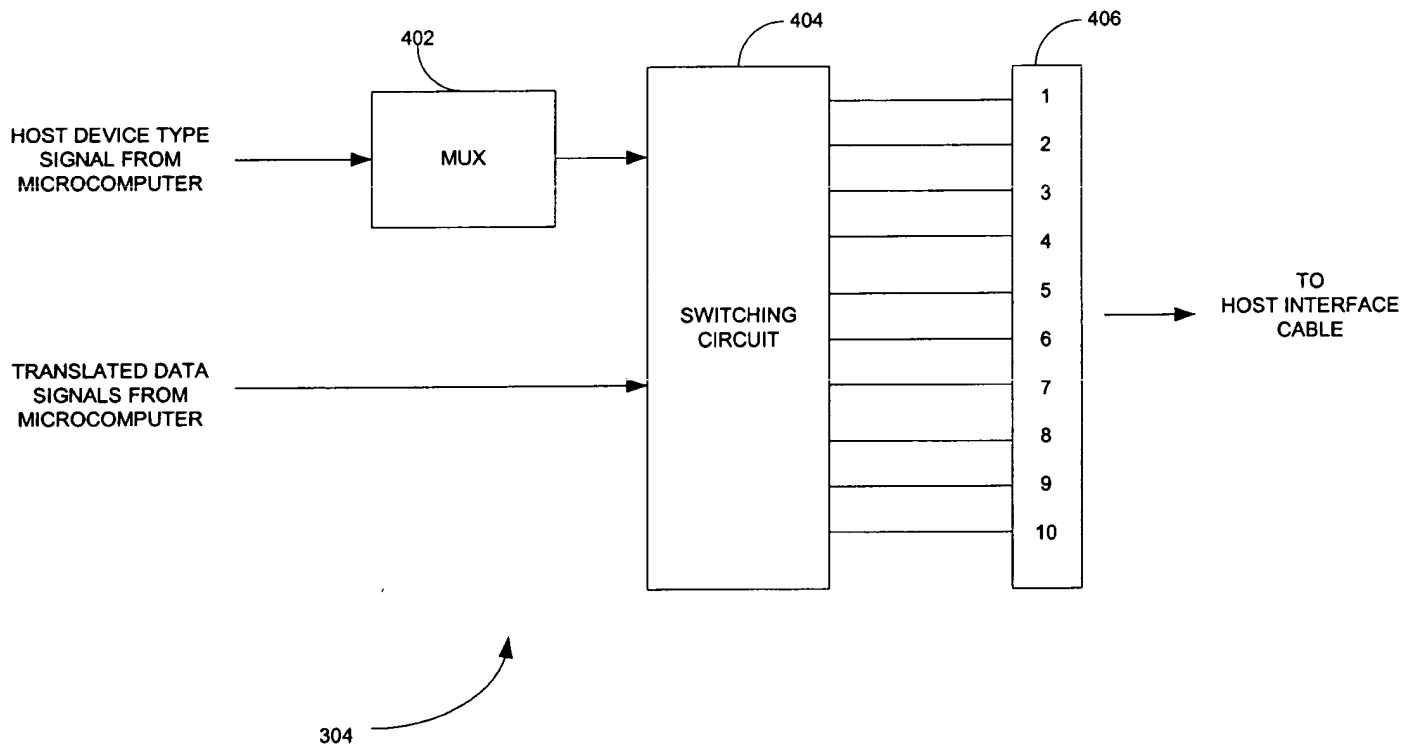 402
404
406
HOST DEVICE TYPE
SIGNAL FROM
MICROCOMPUTER
MUX
1
2
3
4
5
6
7
8
9
10
SWITCHING
CIRCUIT
TO
HOST INTERFACE
CABLE
TRANSLATED DATA
SIGNALS FROM
MICROCOMPUTER
304